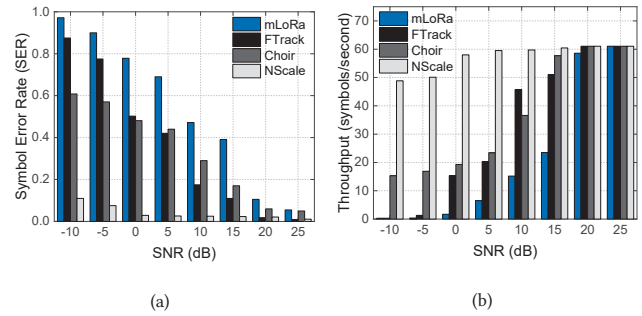 1.0
0.8
0.6
0.4
0.2
0.0
Symbol Error Rate (SER)
mLoRa
FTrack
Choir
NScale
-10 -5 0 5 10 15 20 25
SNR (dB)
(a)
70
60
50
40
30
20
10
0
Throughput (symbols/second)
mLoRa
FTrack
Choir
NScale
-10 -5 0 5 10 15 20 25
SNR (dB)
(b)